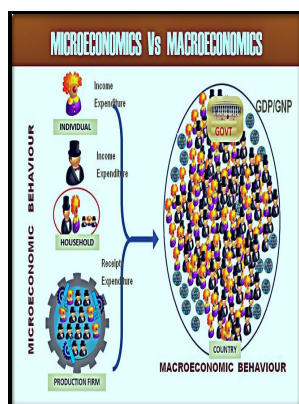 MICROECONOMICS Vs MACROECONOMICS
MICROECONOMIC BEHAVIOUR
Income
Expenditure
INDIVIDUAL
Income
Expenditure
HOUSEHOLD
Receipts
Expenditure
PRODUCTION FIRM
GOVT
GDP/GNP
COUNTRY
MACROECONOMIC BEHAVIOUR